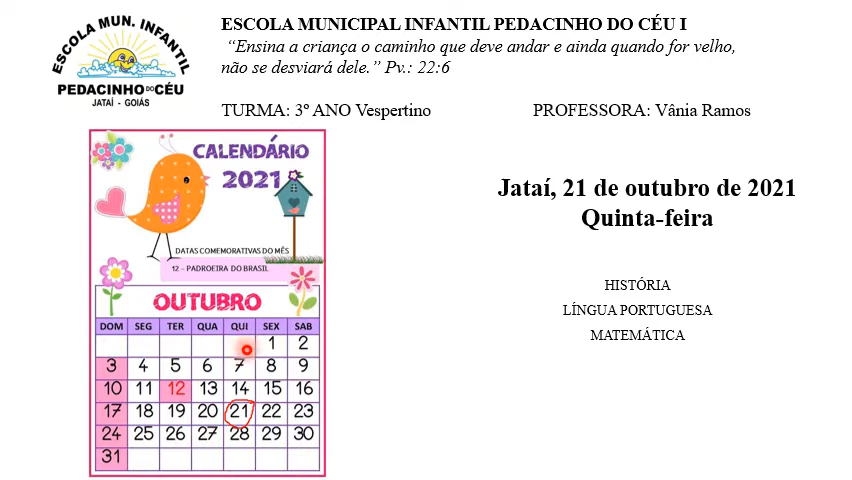 ESCOLA MUN. INFANTIL
PEDACINHO DO CÉU
JATAÍ - GOIÁS
ESCOLA MUNICIPAL INFANTIL PEDACINHO DO CÉU I
“Ensina a criança o caminho que deve andar e ainda quando for velho,
não se desviará dele.” Pv.: 22:6
TURMA: 3º ANO Vespertino PROFESSORA: Vânia Ramos
CALENDÁRIO
2021
DATAS COMEMORATIVAS DO MÊS
12 - PADROEIRA DO BRASIL
OUTUBRO
DOM SEG TER QUA QUI SEX SAB
1 2
3 4 5 6 7 8 9
10 11 12 13 14 15 16
17 18 19 20 21 22 23
24 25 26 27 28 29 30
31
Jataí, 21 de outubro de 2021
Quinta-feira
HISTÓRIA
LÍNGUA PORTUGUESA
MATEMÁTICA